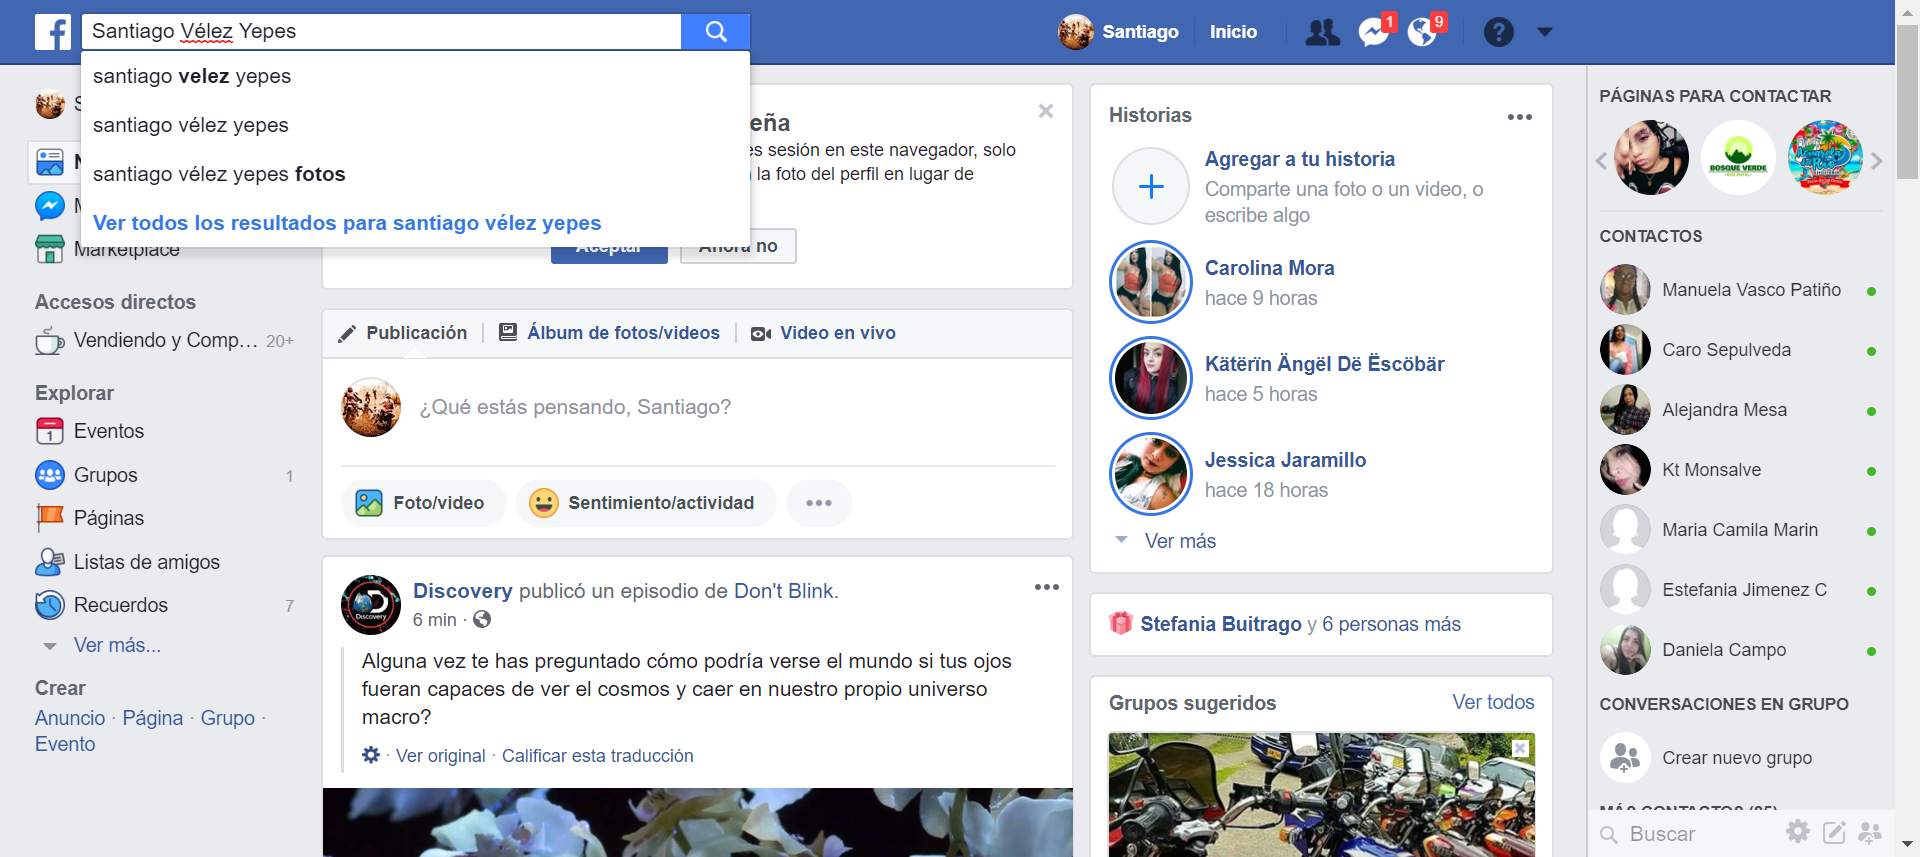 Santiago Vélez Yepes
santiago velez yepes
santiago vélez yepes
santiago vélez yepes fotos
Ver todos los resultados para santiago vélez yepes
Santiago
Inicio
1
9
S
N
M
Marketplace
Accesos directos
Vendiendo y Comp... 20+
Explorar
Eventos
Grupos 1
Páginas
Listas de amigos
Recuerdos 7
Ver más...
Crear
Anuncio · Página · Grupo ·
Evento
eña
es sesión en este navegador, solo
la foto del perfil en lugar de
Aceptar
Ahora no
Publicación
Álbum de fotos/videos
Video en vivo
¿Qué estás pensando, Santiago?
Foto/video
Sentimiento/actividad
Discovery publicó un episodio de Don't Blink.
6 min ·
Alguna vez te has preguntado cómo podría verse el mundo si tus ojos
fueran capaces de ver el cosmos y caer en nuestro propio universo
macro?
· Ver original · Calificar esta traducción
Historias
Agregar a tu historia
Comparte una foto o un video, o
escribe algo
Carolina Mora
hace 9 horas
Kätërïn Ängël Dë Ëscöbär
hace 5 horas
Jessica Jaramillo
hace 18 horas
Ver más
Stefania Buitrago y 6 personas más
Grupos sugeridos
Ver todos
PÁGINAS PARA CONTACTAR
BOSQUE VERDE
CONTACTOS
Manuela Vasco Patiño
Caro Sepulveda
Alejandra Mesa
Kt Monsalve
Maria Camila Marin
Estefania Jimenez C
Daniela Campo
CONVERSACIONES EN GRUPO
Crear nuevo grupo
MÁS CONTACTOS (85)
Buscar